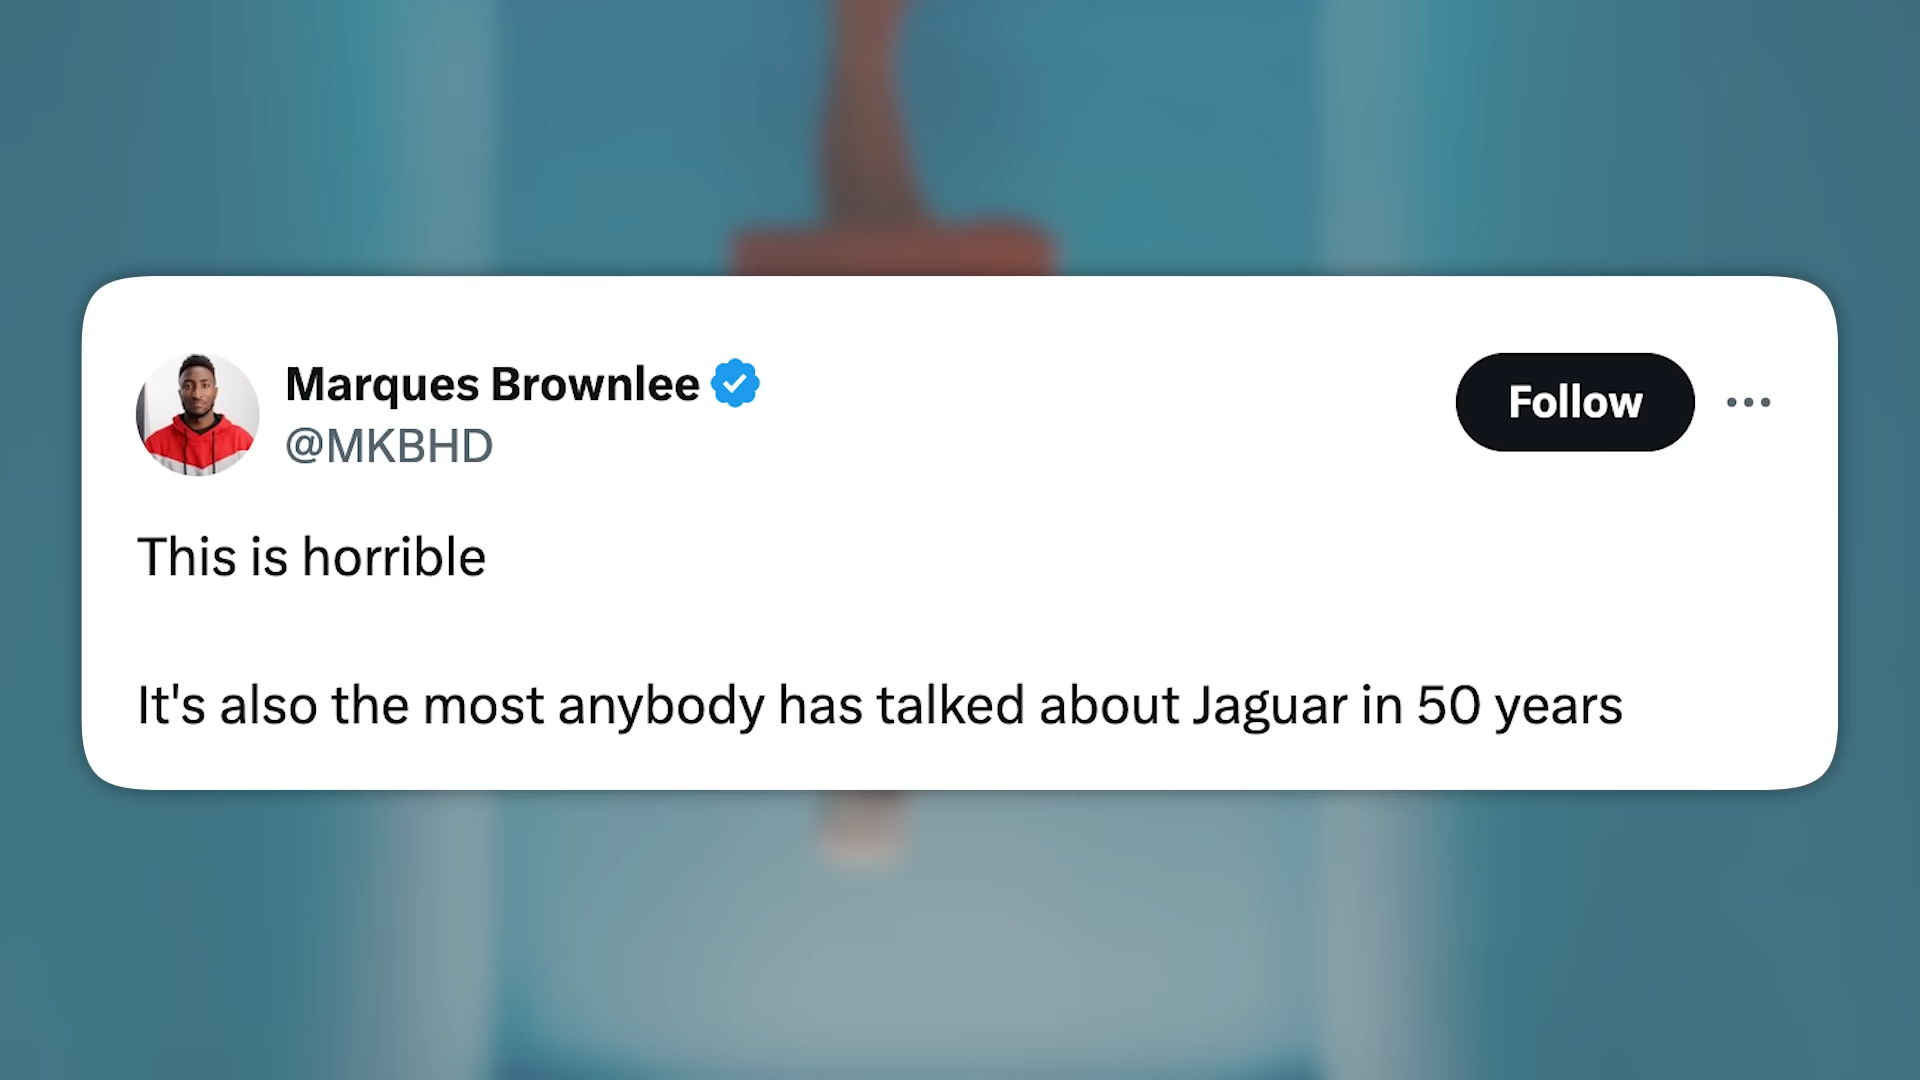 Marques Brownlee
@MKBHD
Follow
This is horrible
It's also the most anybody has talked about Jaguar in 50 years